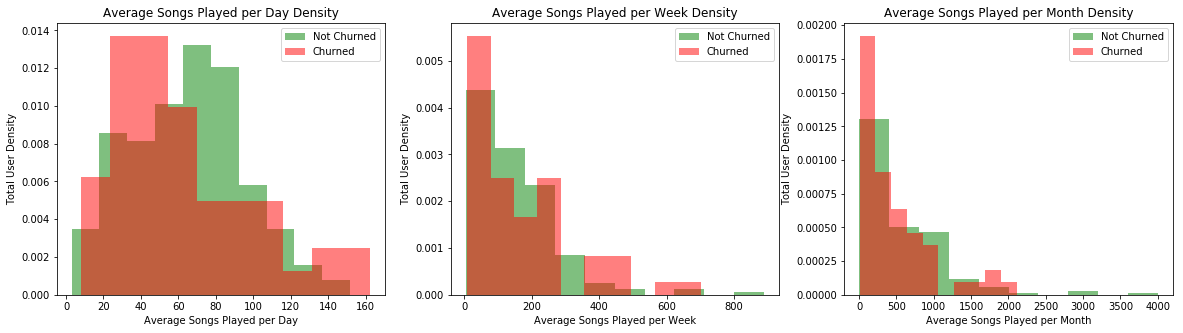 Average Songs Played per Day Density
Not Churned
Churned
0.014
0.012
0.010
0.008
0.006
0.004
0.002
0.000
Total User Density
0 20 40 60 80 100 120 140 160
Average Songs Played per Day
Average Songs Played per Week Density
Not Churned
Churned
0.005
0.004
0.003
0.002
0.001
0.000
Total User Density
0 200 400 600 800
Average Songs Played per Week
Average Songs Played per Month Density
Not Churned
Churned
0.00200
0.00175
0.00150
0.00125
0.00100
0.00075
0.00050
0.00025
0.00000
Total User Density
0 500 1000 1500 2000 2500 3000 3500 4000
Average Songs Played per Month